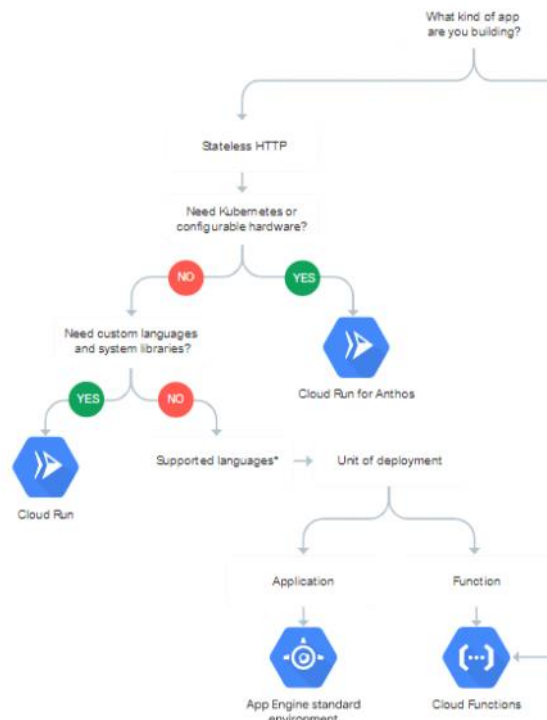 What kind of app
are you building?
Stateless HTTP
Need Kubernetes or
configurable hardware?
NO
YES
Need custom languages
and system libraries?
Cloud Run for Anthos
YES
NO
Supported languages*
Unit of deployment
Cloud Run
Application
Function
App Engine standard
environment
Cloud Functions